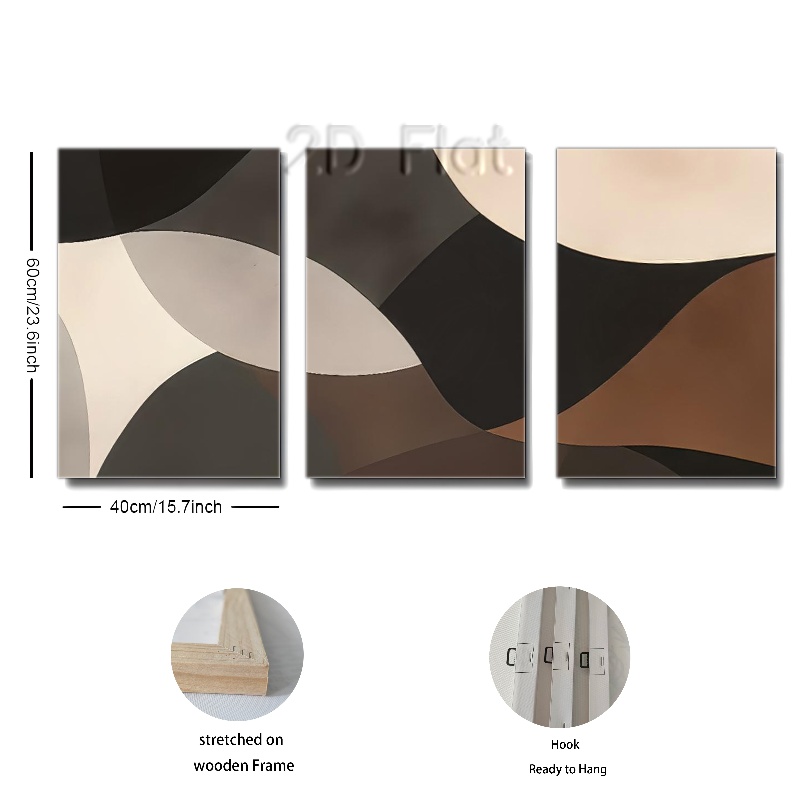 2D Flat
60cm/23.6inch
40cm/15.7inch
stretched on
wooden Frame
Hook
Ready to Hang